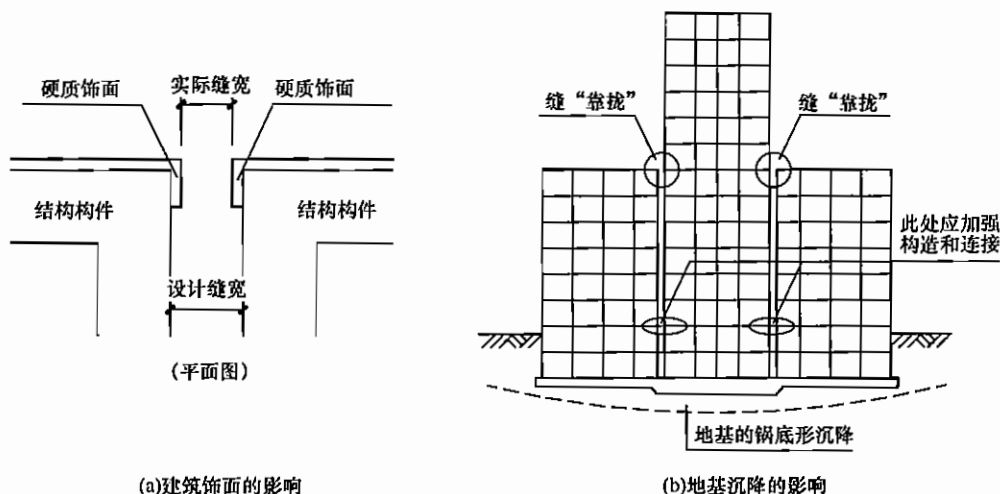 硬质饰面
实际缝宽
硬质饰面
结构构件
结构构件
设计缝宽
(平面图)
(a)建筑饰面的影响
缝“靠拢”
缝“靠拢”
此处应加强
构造和连接
地基的锅底形沉降
(b)地基沉降的影响